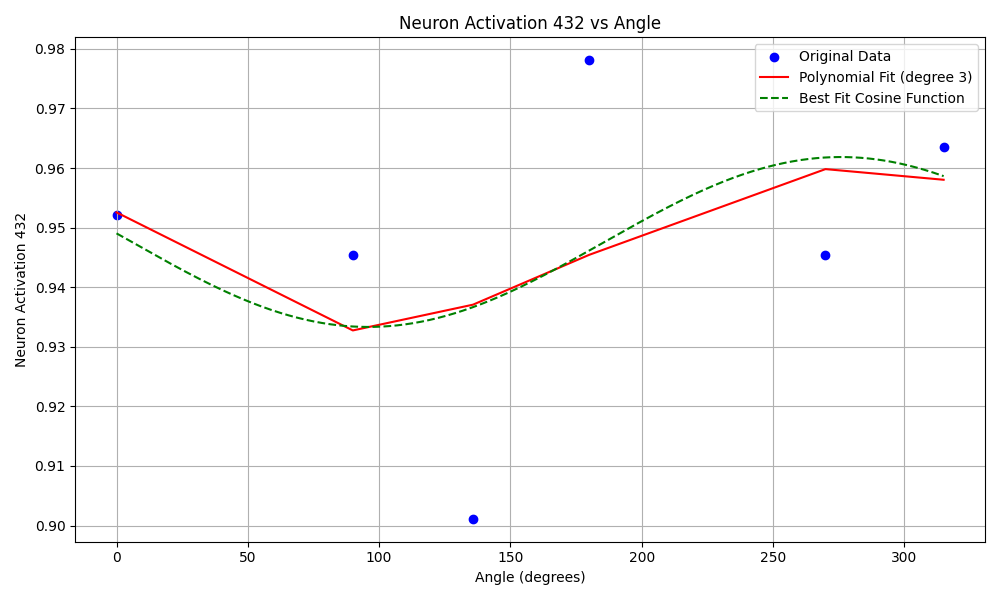 Neuron Activation 432 vs Angle
Original Data
Polynomial Fit (degree 3)
Best Fit Cosine Function
Neuron Activation 432
0.98
0.97
0.96
0.95
0.94
0.93
0.92
0.91
0.90
0 50 100 150 200 250 300
Angle (degrees)